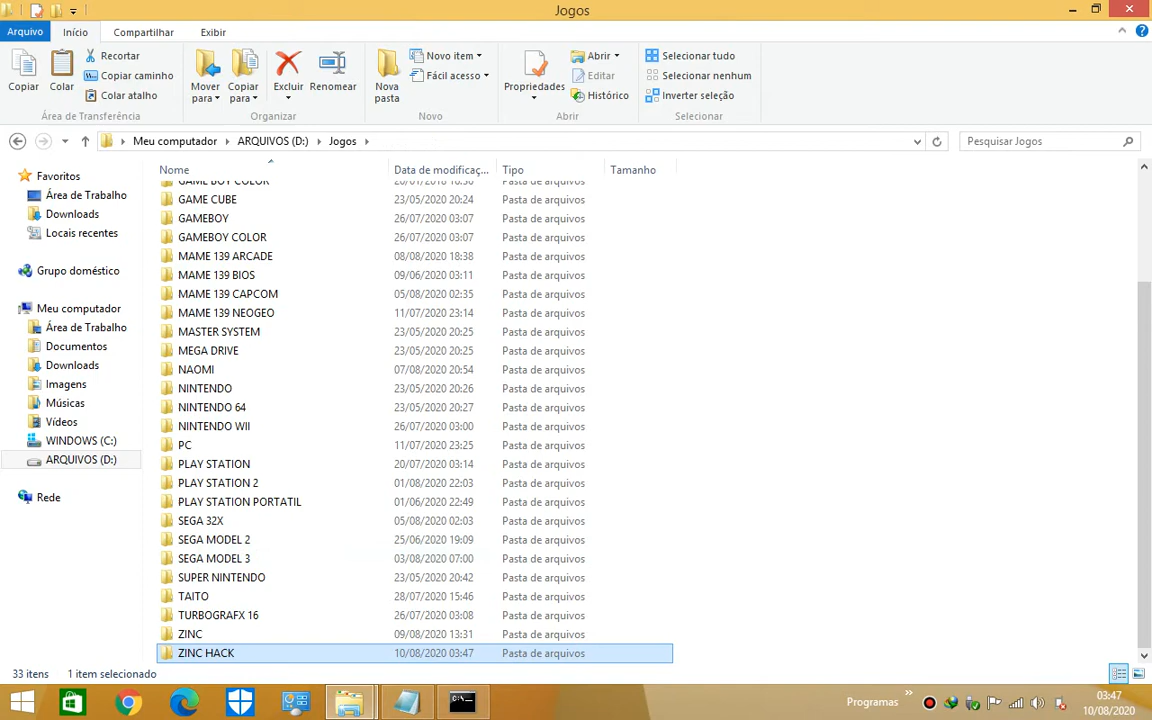 Jogos
Arquivo Início Compartilhar Exibir
Copiar
Colar
Recortar
Copiar caminho
Colar atalho
Área de Transferência
Mover para
Copiar para
Excluir
Renomear
Organizar
Nova pasta
Novo item
Fácil acesso
Novo
Propriedades
Abrir
Editar
Histórico
Abrir
Selecionar tudo
Selecionar nenhum
Inverter seleção
Selecionar
Meu computador ARQUIVOS (D:) Jogos
Pesquisar Jogos
Favoritos
Área de Trabalho
Downloads
Locais recentes
Grupo doméstico
Meu computador
Área de Trabalho
Documentos
Downloads
Imagens
Músicas
Vídeos
WINDOWS (C:)
ARQUIVOS (D:)
Rede
Nome Data de modificaç... Tipo Tamanho
GAME BOY COLOR Pasta de arquivos
GAME CUBE 23/05/2020 20:24 Pasta de arquivos
GAMEBOY 26/07/2020 03:07 Pasta de arquivos
GAMEBOY COLOR 26/07/2020 03:07 Pasta de arquivos
MAME 139 ARCADE 08/08/2020 18:38 Pasta de arquivos
MAME 139 BIOS 09/06/2020 03:11 Pasta de arquivos
MAME 139 CAPCOM 05/08/2020 02:35 Pasta de arquivos
MAME 139 NEOGEO 11/07/2020 23:14 Pasta de arquivos
MASTER SYSTEM 23/05/2020 20:25 Pasta de arquivos
MEGA DRIVE 23/05/2020 20:25 Pasta de arquivos
NAOMI 07/08/2020 20:54 Pasta de arquivos
NINTENDO 23/05/2020 20:26 Pasta de arquivos
NINTENDO 64 23/05/2020 20:27 Pasta de arquivos
NINTENDO WII 26/07/2020 03:00 Pasta de arquivos
PC 11/07/2020 23:25 Pasta de arquivos
PLAY STATION 20/07/2020 03:14 Pasta de arquivos
PLAY STATION 2 01/08/2020 22:03 Pasta de arquivos
PLAY STATION PORTATIL 01/06/2020 22:49 Pasta de arquivos
SEGA 32X 05/08/2020 02:03 Pasta de arquivos
SEGA MODEL 2 25/06/2020 19:09 Pasta de arquivos
SEGA MODEL 3 03/08/2020 07:00 Pasta de arquivos
SUPER NINTENDO 23/05/2020 20:42 Pasta de arquivos
TAITO 28/07/2020 15:46 Pasta de arquivos
TURBOGRAFX 16 26/07/2020 03:08 Pasta de arquivos
ZINC 09/08/2020 13:31 Pasta de arquivos
ZINC HACK 10/08/2020 03:47 Pasta de arquivos
33 itens 1 item selecionado
Programas
03:47
10/08/2020